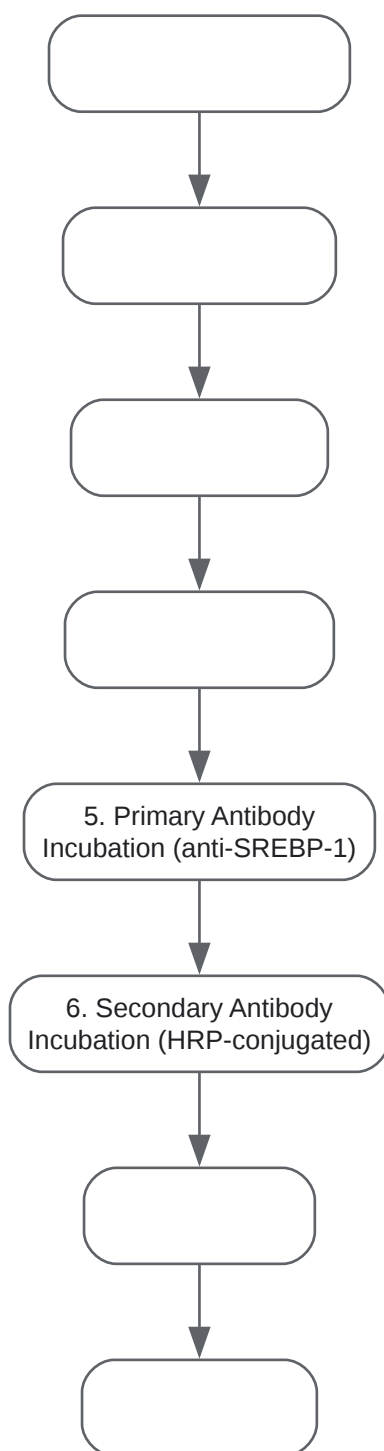 5. Primary Antibody
Incubation (anti-SREBP-1)
6. Secondary Antibody
Incubation (HRP-conjugated)